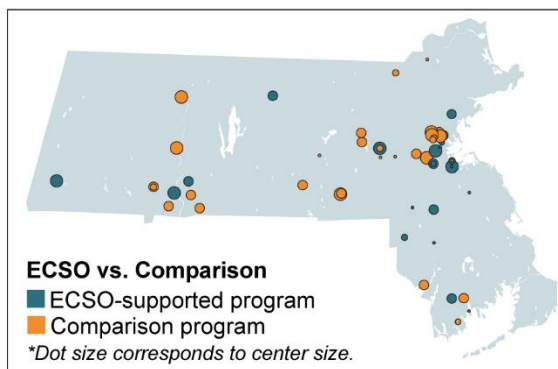 ECSO vs. Comparison
ECSO-supported program
Comparison program
*Dot size corresponds to center size.